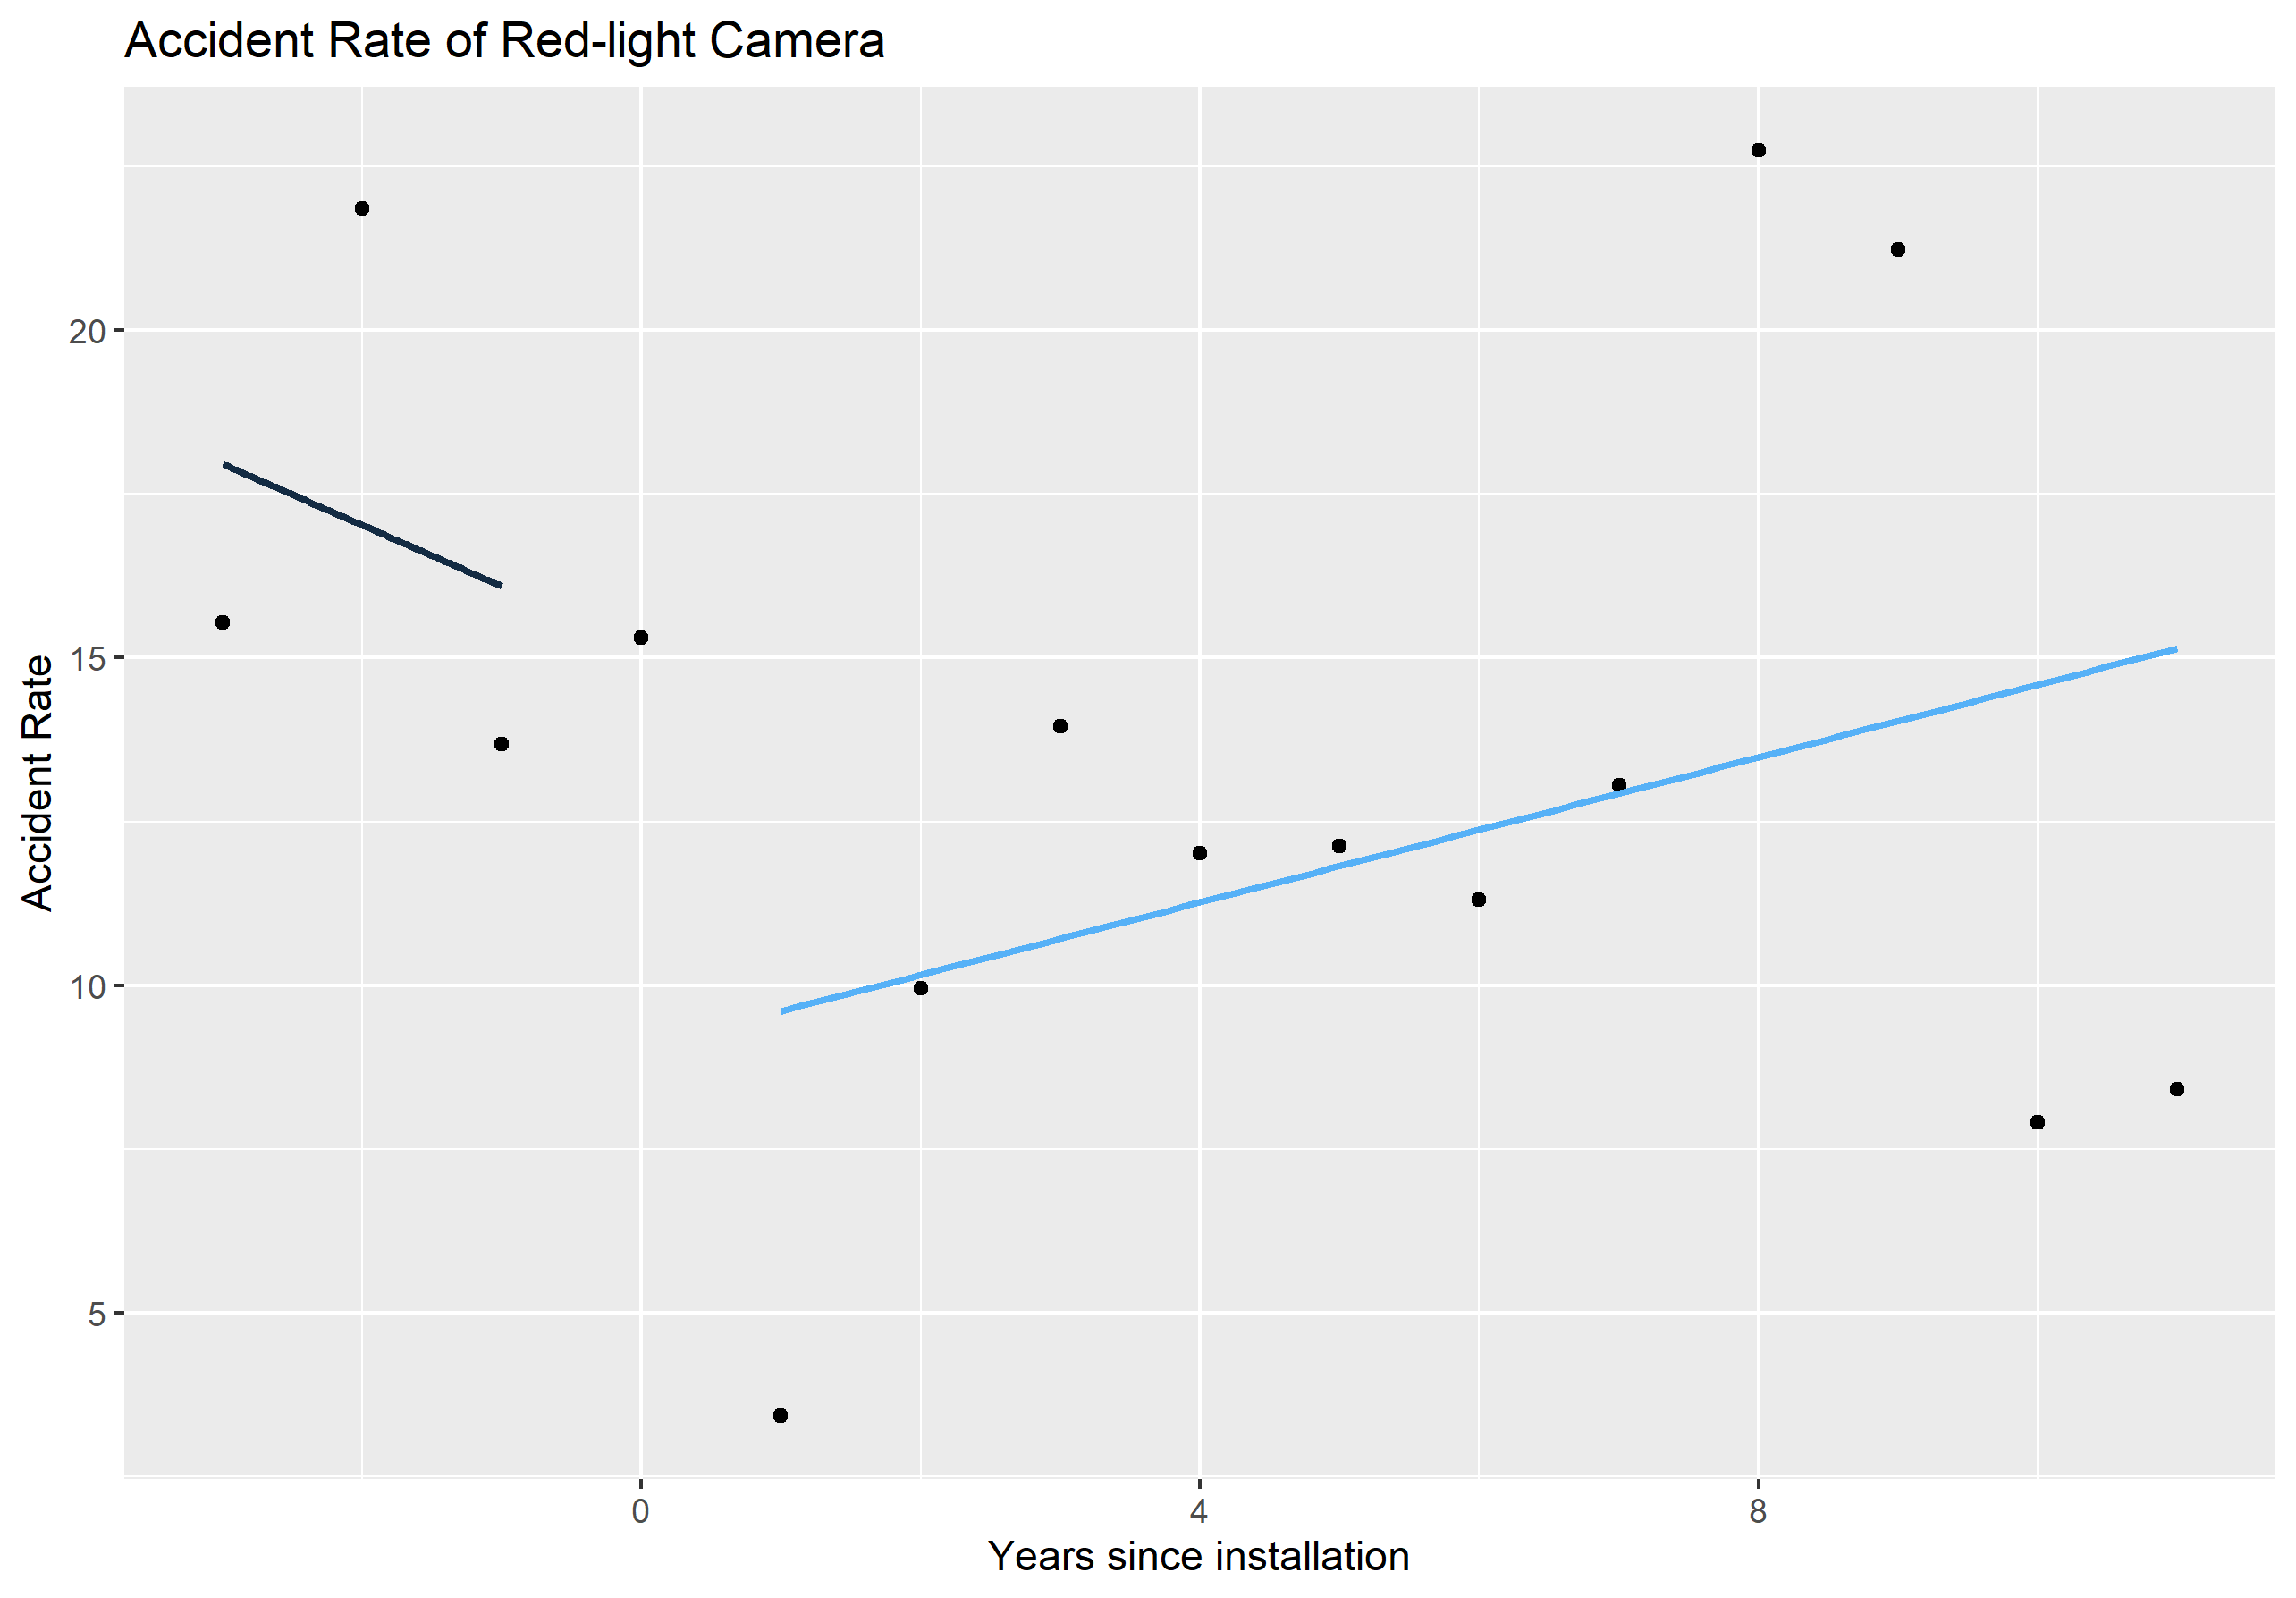 Accident Rate of Red-light Camera
Accident Rate
20
15
10
5
0
4
8
Years since installation